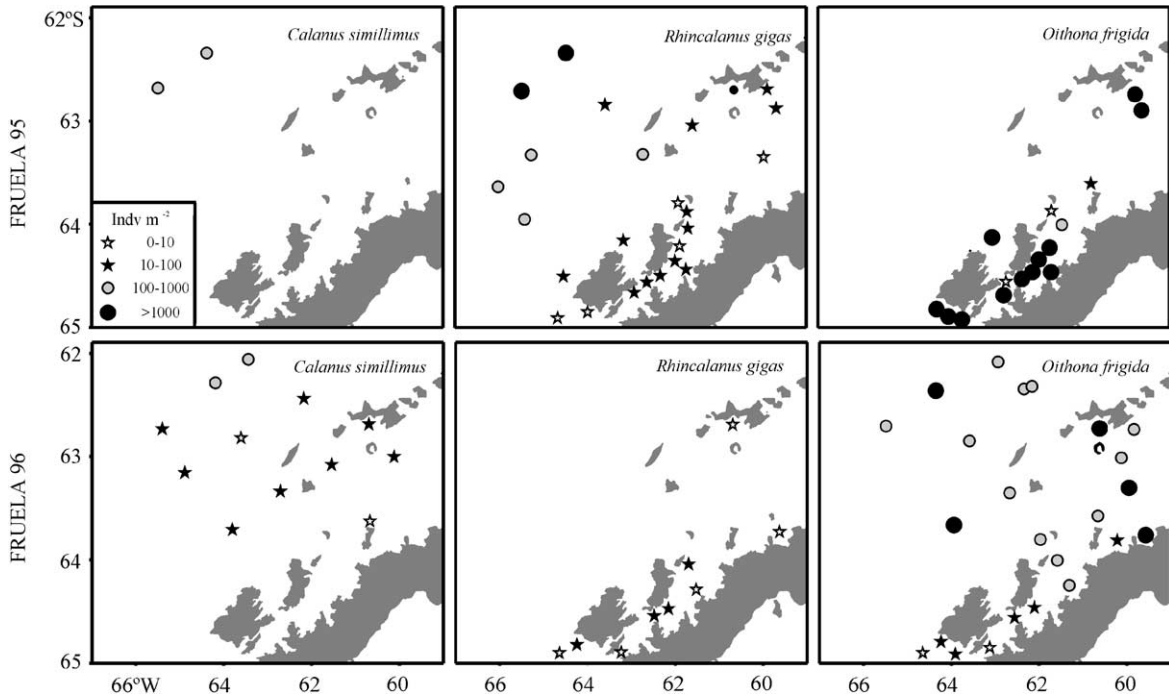 62ºS
Calanus simillimus
Rhincalanus gigas
Oithona frigida
63
FRUELA 95
64
Indv m -2
0-10
10-100
100-1000
>1000
65
62
Calanus simillimus
Rhincalanus gigas
Oithona frigida
63
FRUELA 96
64
65
66ºW 64 62 60 66 64 62 60 66 64 62 60